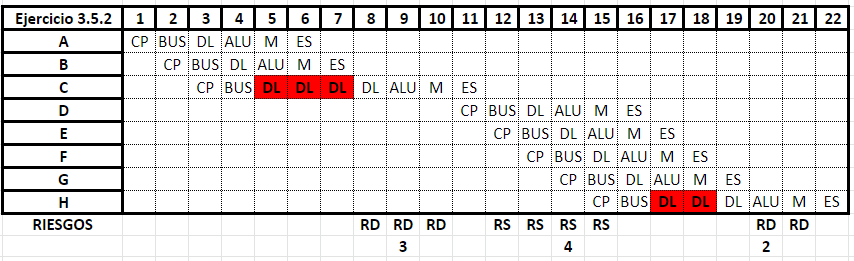 Ejercicio 3.5.2 1 2 3 4 5 6 7 8 9 10 11 12 13 14 15 16 17 18 19 20 21 22
A CP BUS DL ALU M ES
B CP BUS DL ALU M ES
C CP BUS DL DL DL DL ALU M ES
D CP BUS DL ALU M ES
E CP BUS DL ALU M ES
F CP BUS DL ALU M ES
G CP BUS DL ALU M ES
H CP BUS DL DL DL ALU M ES
RIESGOS RD RD RD RS RS RS RS RD RD
3 4 2